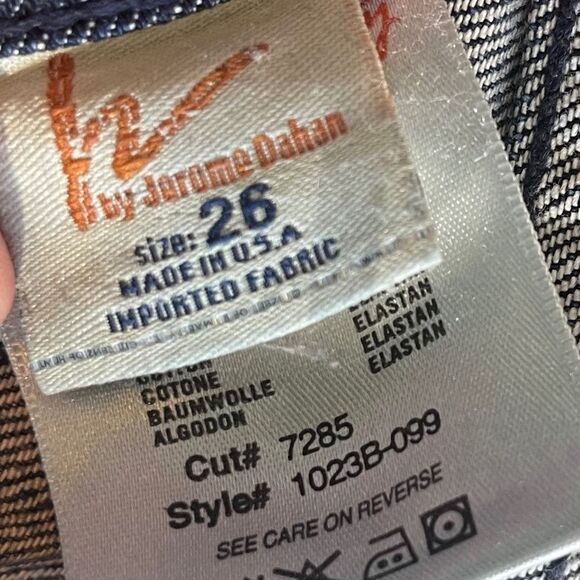 by Jerome Dahan
Size: 26
MADE IN U.S.A
IMPORTED FABRIC
ELASTAN
ELASTAN
ELASTAN
COTONE
BAUMWOLLE
ALGODON
Cut# 7285
Style# 1023B-099
SEE CARE ON REVERSE